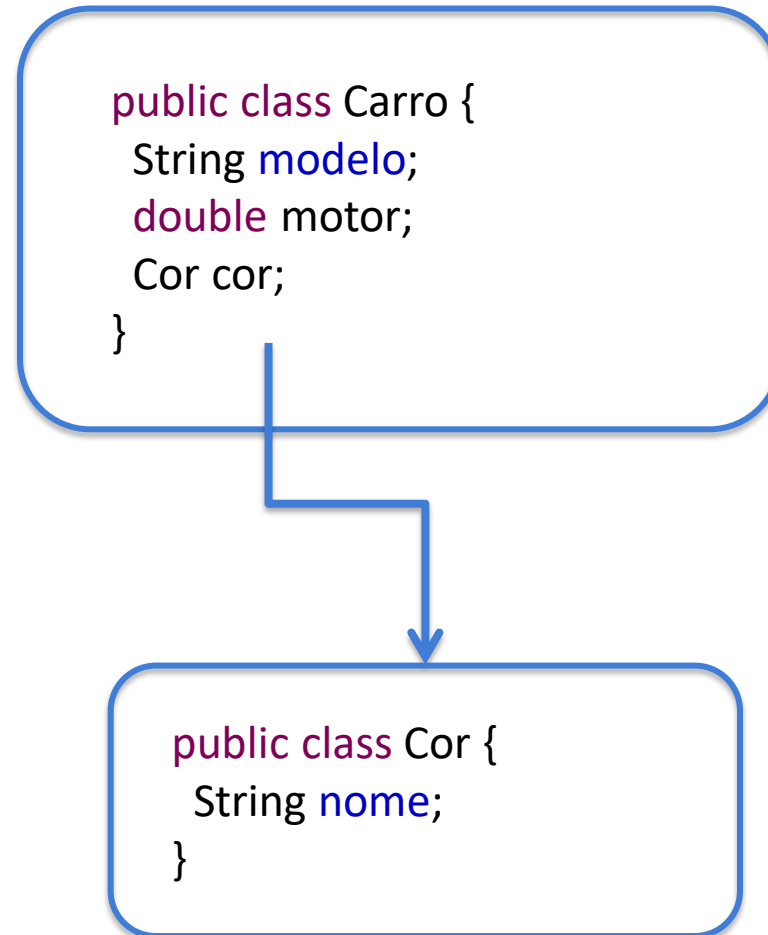 public class Carro {
String modelo;
double motor;
Cor cor;
}
public class Cor {
String nome;
}